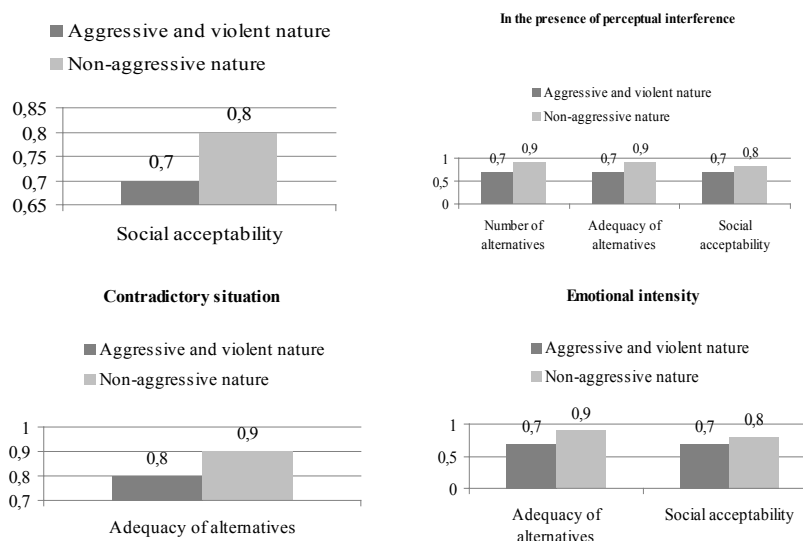 Aggressive and violent nature
Non-aggressive nature
0,85
0,8
0,75
0,7
0,65
0,7
0,8
Social acceptability
In the presence of perceptual interference
Aggressive and violent nature
Non-aggressive nature
1
0,5
0
0,7 0,9
0,7 0,9
0,7 0,8
Number of alternatives
Adequacy of alternatives
Social acceptability
Contradictory situation
Aggressive and violent nature
Non-aggressive nature
1
0,9
0,8
0,7
0,8
0,9
Adequacy of alternatives
Emotional intensity
Aggressive and violent nature
Non-aggressive nature
1
0,5
0
0,7 0,9
0,7 0,8
Adequacy of
alternatives
Social acceptability